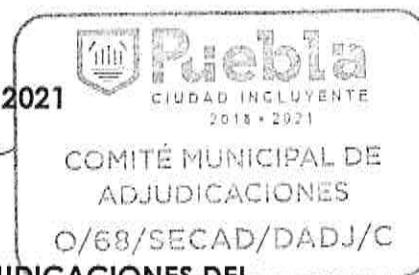 2021
Puebla
CIUDAD INCLUYENTE
2018 • 2021
COMITÉ MUNICIPAL DE
ADJUDICACIONES
O/68/SECAD/DADJ/C
UDICACIONES DEL